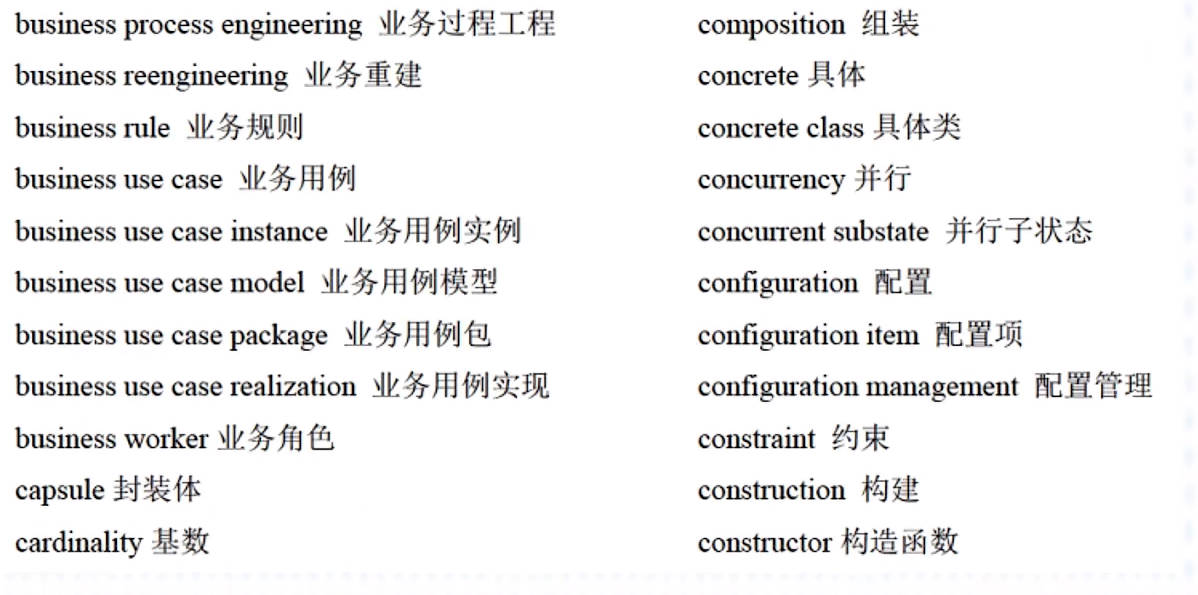 business process engineering 业务过程工程
business reengineering 业务重建
business rule 业务规则
business use case 业务用例
business use case instance 业务用例实例
business use case model 业务用例模型
business use case package 业务用例包
business use case realization 业务用例实现
business worker 业务角色
capsule 封装体
cardinality 基数
composition 组装
concrete 具体
concrete class 具体类
concurrency 并行
concurrent substate 并行子状态
configuration 配置
configuration item 配置项
configuration management 配置管理
constraint 约束
construction 构建
constructor 构造函数